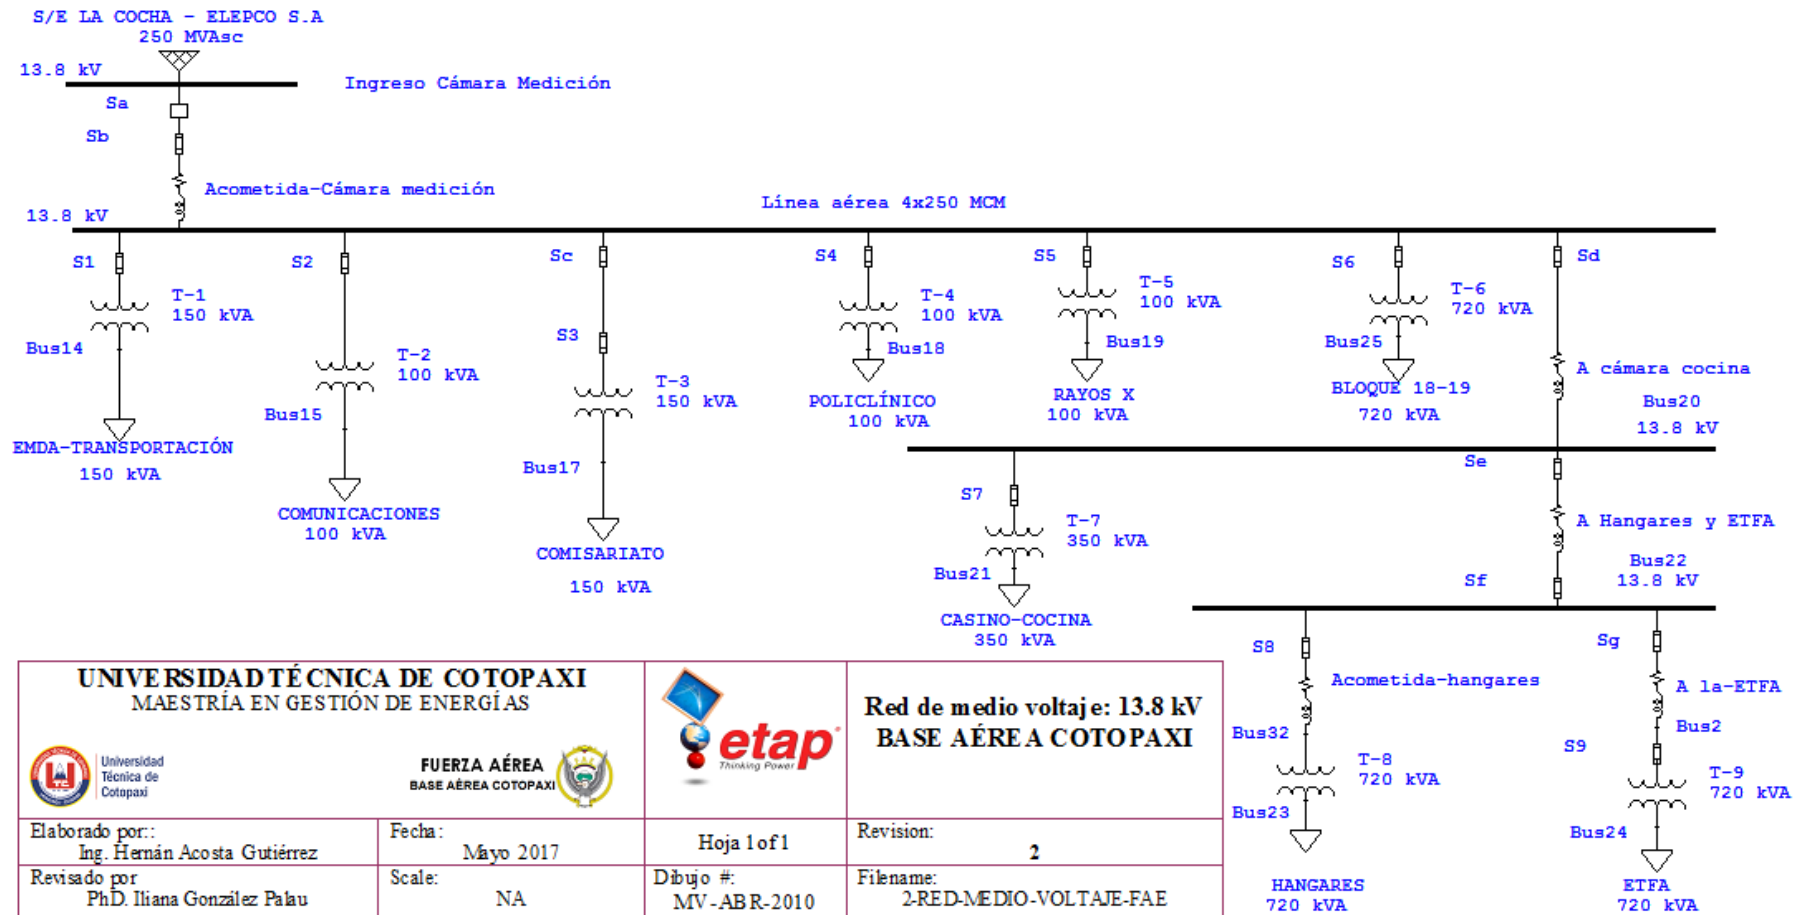 S/E LA COCHA - ELEPCO S.A
250 MVAsc
13.8 kV
Ingreso Cámara Medición
Sa
Sb
Acometida-Cámara medición
13.8 kV
Línea aérea 4x250 MCM
S1
T-1
150 kVA
Bus14
EMDA-TRANSPORTACIÓN
150 kVA
S2
T-2
100 kVA
Bus15
COMUNICACIONES
100 kVA
Sc
S3
T-3
150 kVA
Bus17
COMISARIATO
150 kVA
S4
T-4
100 kVA
Bus18
POLICLÍNICO
100 kVA
S5
T-5
100 kVA
Bus19
RAYOS X
100 kVA
S6
T-6
720 kVA
Bus25
BLOQUE 18-19
720 kVA
Sd
A cámara cocina
Bus20
13.8 kV
S7
T-7
350 kVA
Bus21
CASINO-COCINA
350 kVA
Se
A Hangares y ETFA
Bus22
13.8 kV
Sf
S8
Acometida-hangares
Bus32
T-8
720 kVA
Bus23
HANGARES
720 kVA
Sg
A la-ETFA
Bus2
S9
T-9
720 kVA
Bus24
ETFA
720 kVA
UNIVERSIDAD TÉCNICA DE COTOPAXI
MAESTRÍA EN GESTIÓN DE ENERGÍAS
Universidad
Técnica de
Cotopaxi
FUERZA AÉREA
BASE AÉREA COTOPAXI
etap
Thinking Power
Red de medio voltaje: 13.8 kV
BASE AÉREA COTOPAXI
Elaborado por::
Ing. Hernán Acosta Gutiérrez
Fecha:
Mayo 2017
Hoja 1of1
Revision:
2
Revisado por
PhD. Iliana González Palau
Scale:
NA
Dibujo #:
MV-ABR-2010
Filename:
2-RED-MEDIO-VOLTAJE-FAE